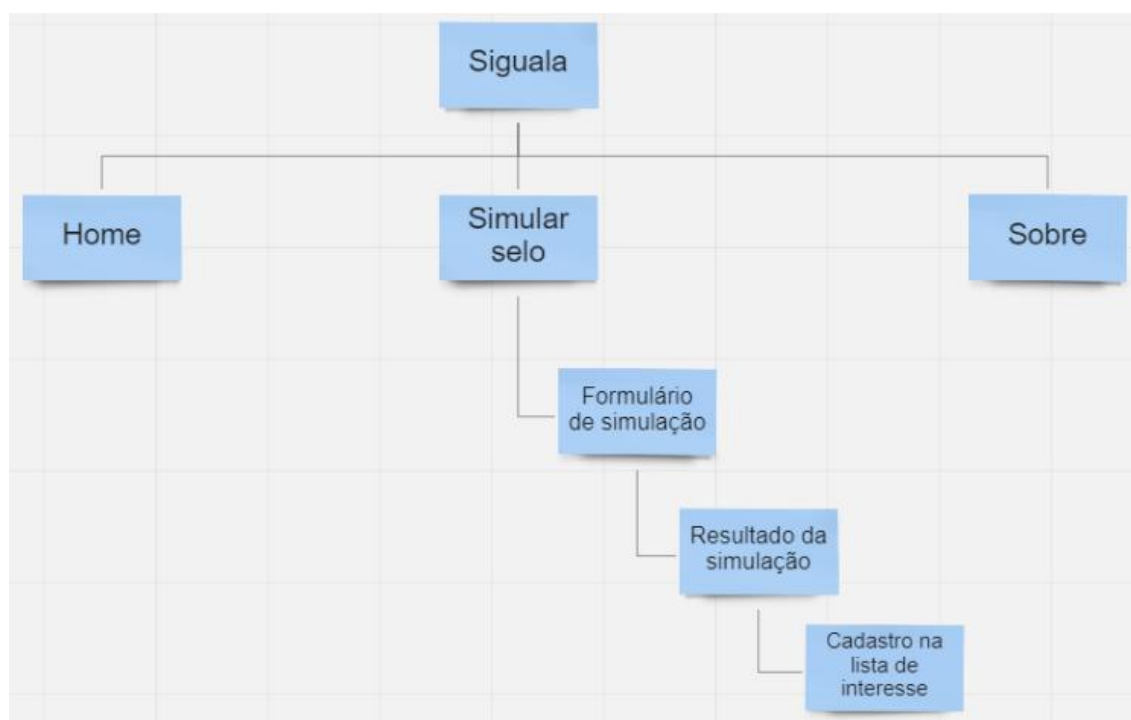 Siguala
Home
Simular
selo
Sobre
Formulário
de simulação
Resultado da
simulação
Cadastro na
lista de
interesse